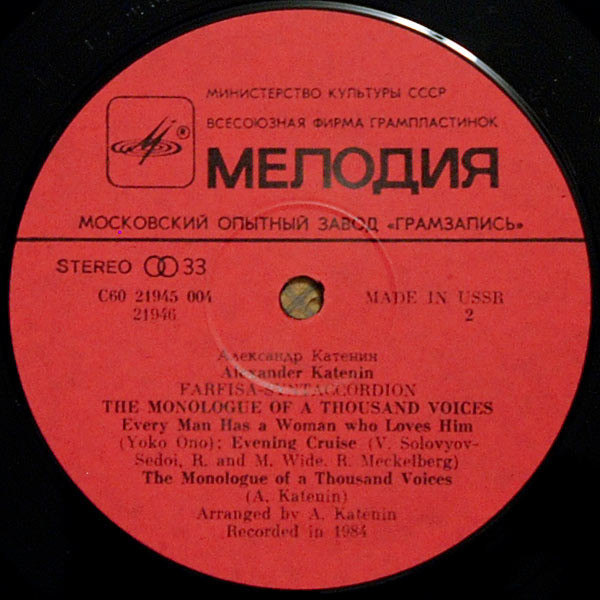 МИНИСТЕРСТВО КУЛЬТУРЫ СССР
ВСЕСОЮЗНАЯ ФИРМА ГРАМПЛАСТИНОК
®
МЕЛОДИЯ
МОСКОВСКИЙ ОПЫТНЫЙ ЗАВОД «ГРАМЗАПИСЬ»
STEREO 33
С60 21945 004 MADE IN USSR
21946 2
Александр Катенин
Alexander Katenin
FARFISA-SYNTACCORDION
THE MONOLOGUE OF A THOUSAND VOICES
Every Man Has a Woman who Loves Him
(Yoko Ono); Evening Cruise (V. Solovyov-
Sedoi, R. and M. Wide, R. Meckelberg)
The Monologue of a Thousand Voices
(A. Katenin)
Arranged by A. Katenin
Recorded in 1984